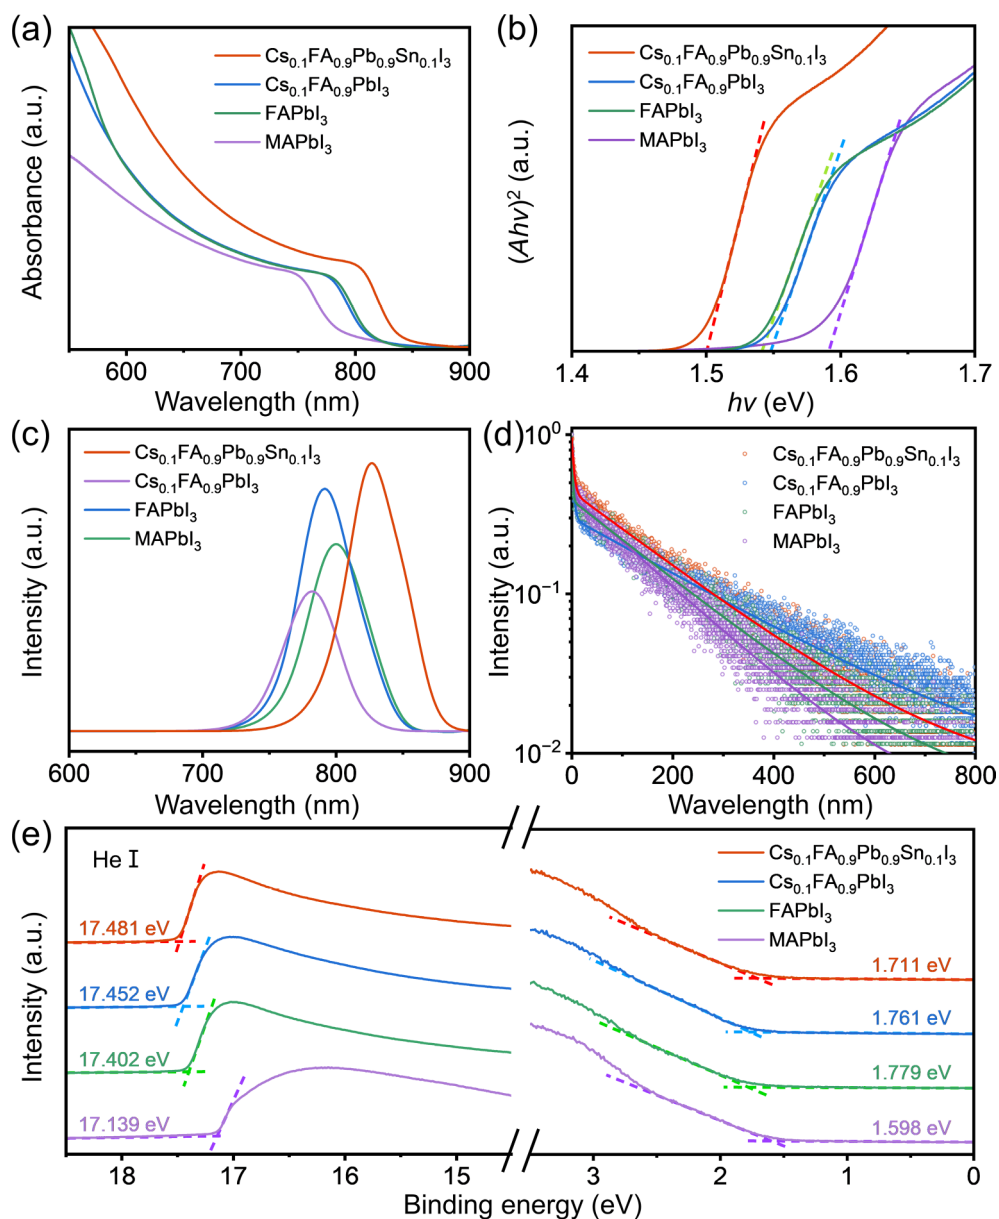 (a)
Cs0.1FA0.9Pb0.9Sn0.1I3
Cs0.1FA0.9PbI3
FAPbI3
MAPbI3
Absorbance (a.u.)
600 700 800 900
Wavelength (nm)
(b)
Cs0.1FA0.9Pb0.9Sn0.1I3
Cs0.1FA0.9PbI3
FAPbI3
MAPbI3
(Ahν)2 (a.u.)
1.4 1.5 1.6 1.7
hν (eV)
(c)
Cs0.1FA0.9Pb0.9Sn0.1I3
Cs0.1FA0.9PbI3
FAPbI3
MAPbI3
Intensity (a.u.)
600 700 800 900
Wavelength (nm)
(d)
Cs0.1FA0.9Pb0.9Sn0.1I3
Cs0.1FA0.9PbI3
FAPbI3
MAPbI3
100
10−1
10−2
Intensity (a.u.)
0 200 400 600 800
Wavelength (nm)
(e)
He I
Cs0.1FA0.9Pb0.9Sn0.1I3
Cs0.1FA0.9PbI3
FAPbI3
MAPbI3
17.481 eV
1.711 eV
17.452 eV
1.761 eV
17.402 eV
1.779 eV
17.139 eV
1.598 eV
Intensity (a.u.)
18 17 16 15 3 2 1 0
Binding energy (eV)